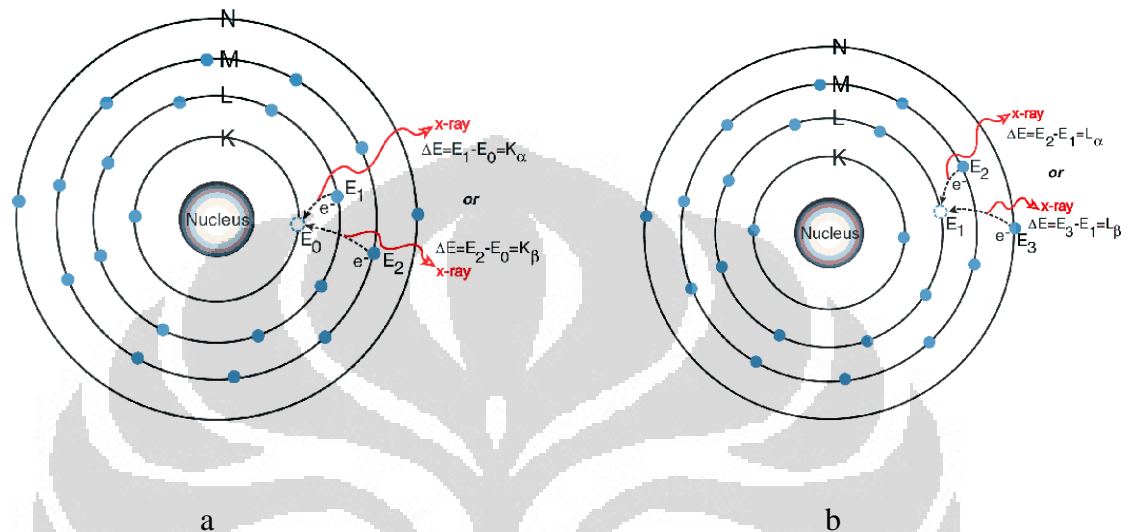 N
M
L
K
Nucleus
x-ray
ΔE=E₁-E₀=Kα
or
E₁
e⁻
E₀
ΔE=E₂-E₀=Kβ
e⁻
E₂
x-ray
a
N
M
L
K
Nucleus
x-ray
ΔE=E₂-E₁=Lα
or
E₂
e⁻
x-ray
E₁
ΔE=E₃-E₁=Lβ
e⁻
E₃
b